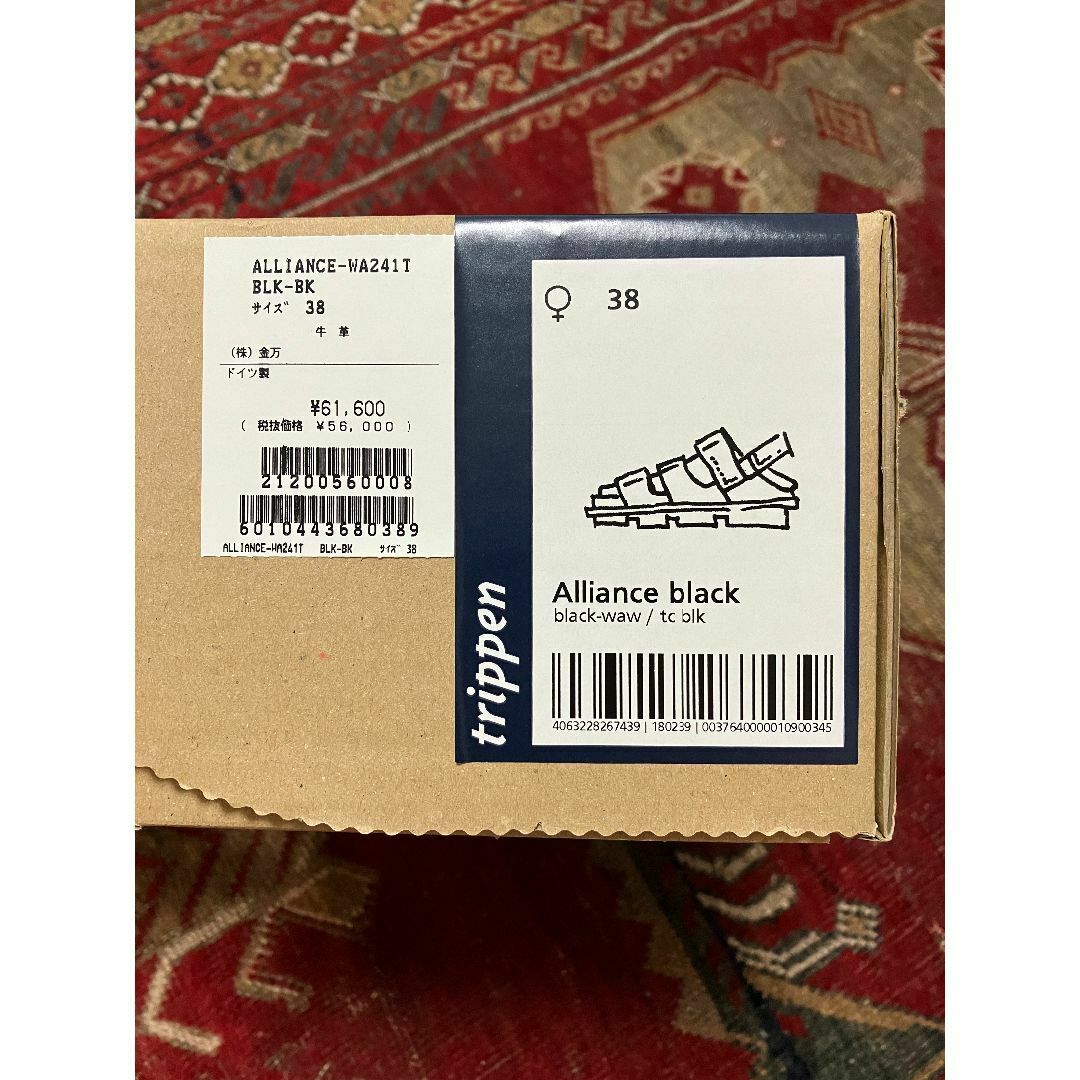 ALLIANCE-WA241T
BLK-BK
サイズ 38
牛 革
(株)金万
ドイツ製
¥61,600
( 税抜価格 ¥56,000 )
21200560008
6010443680389
ALLIANCE-WA241T BLK-BK サイズ 38
trippen
♀ 38
Alliance black
black-waw / tc blk
4063228267439 | 180239 | 0037640000010900345